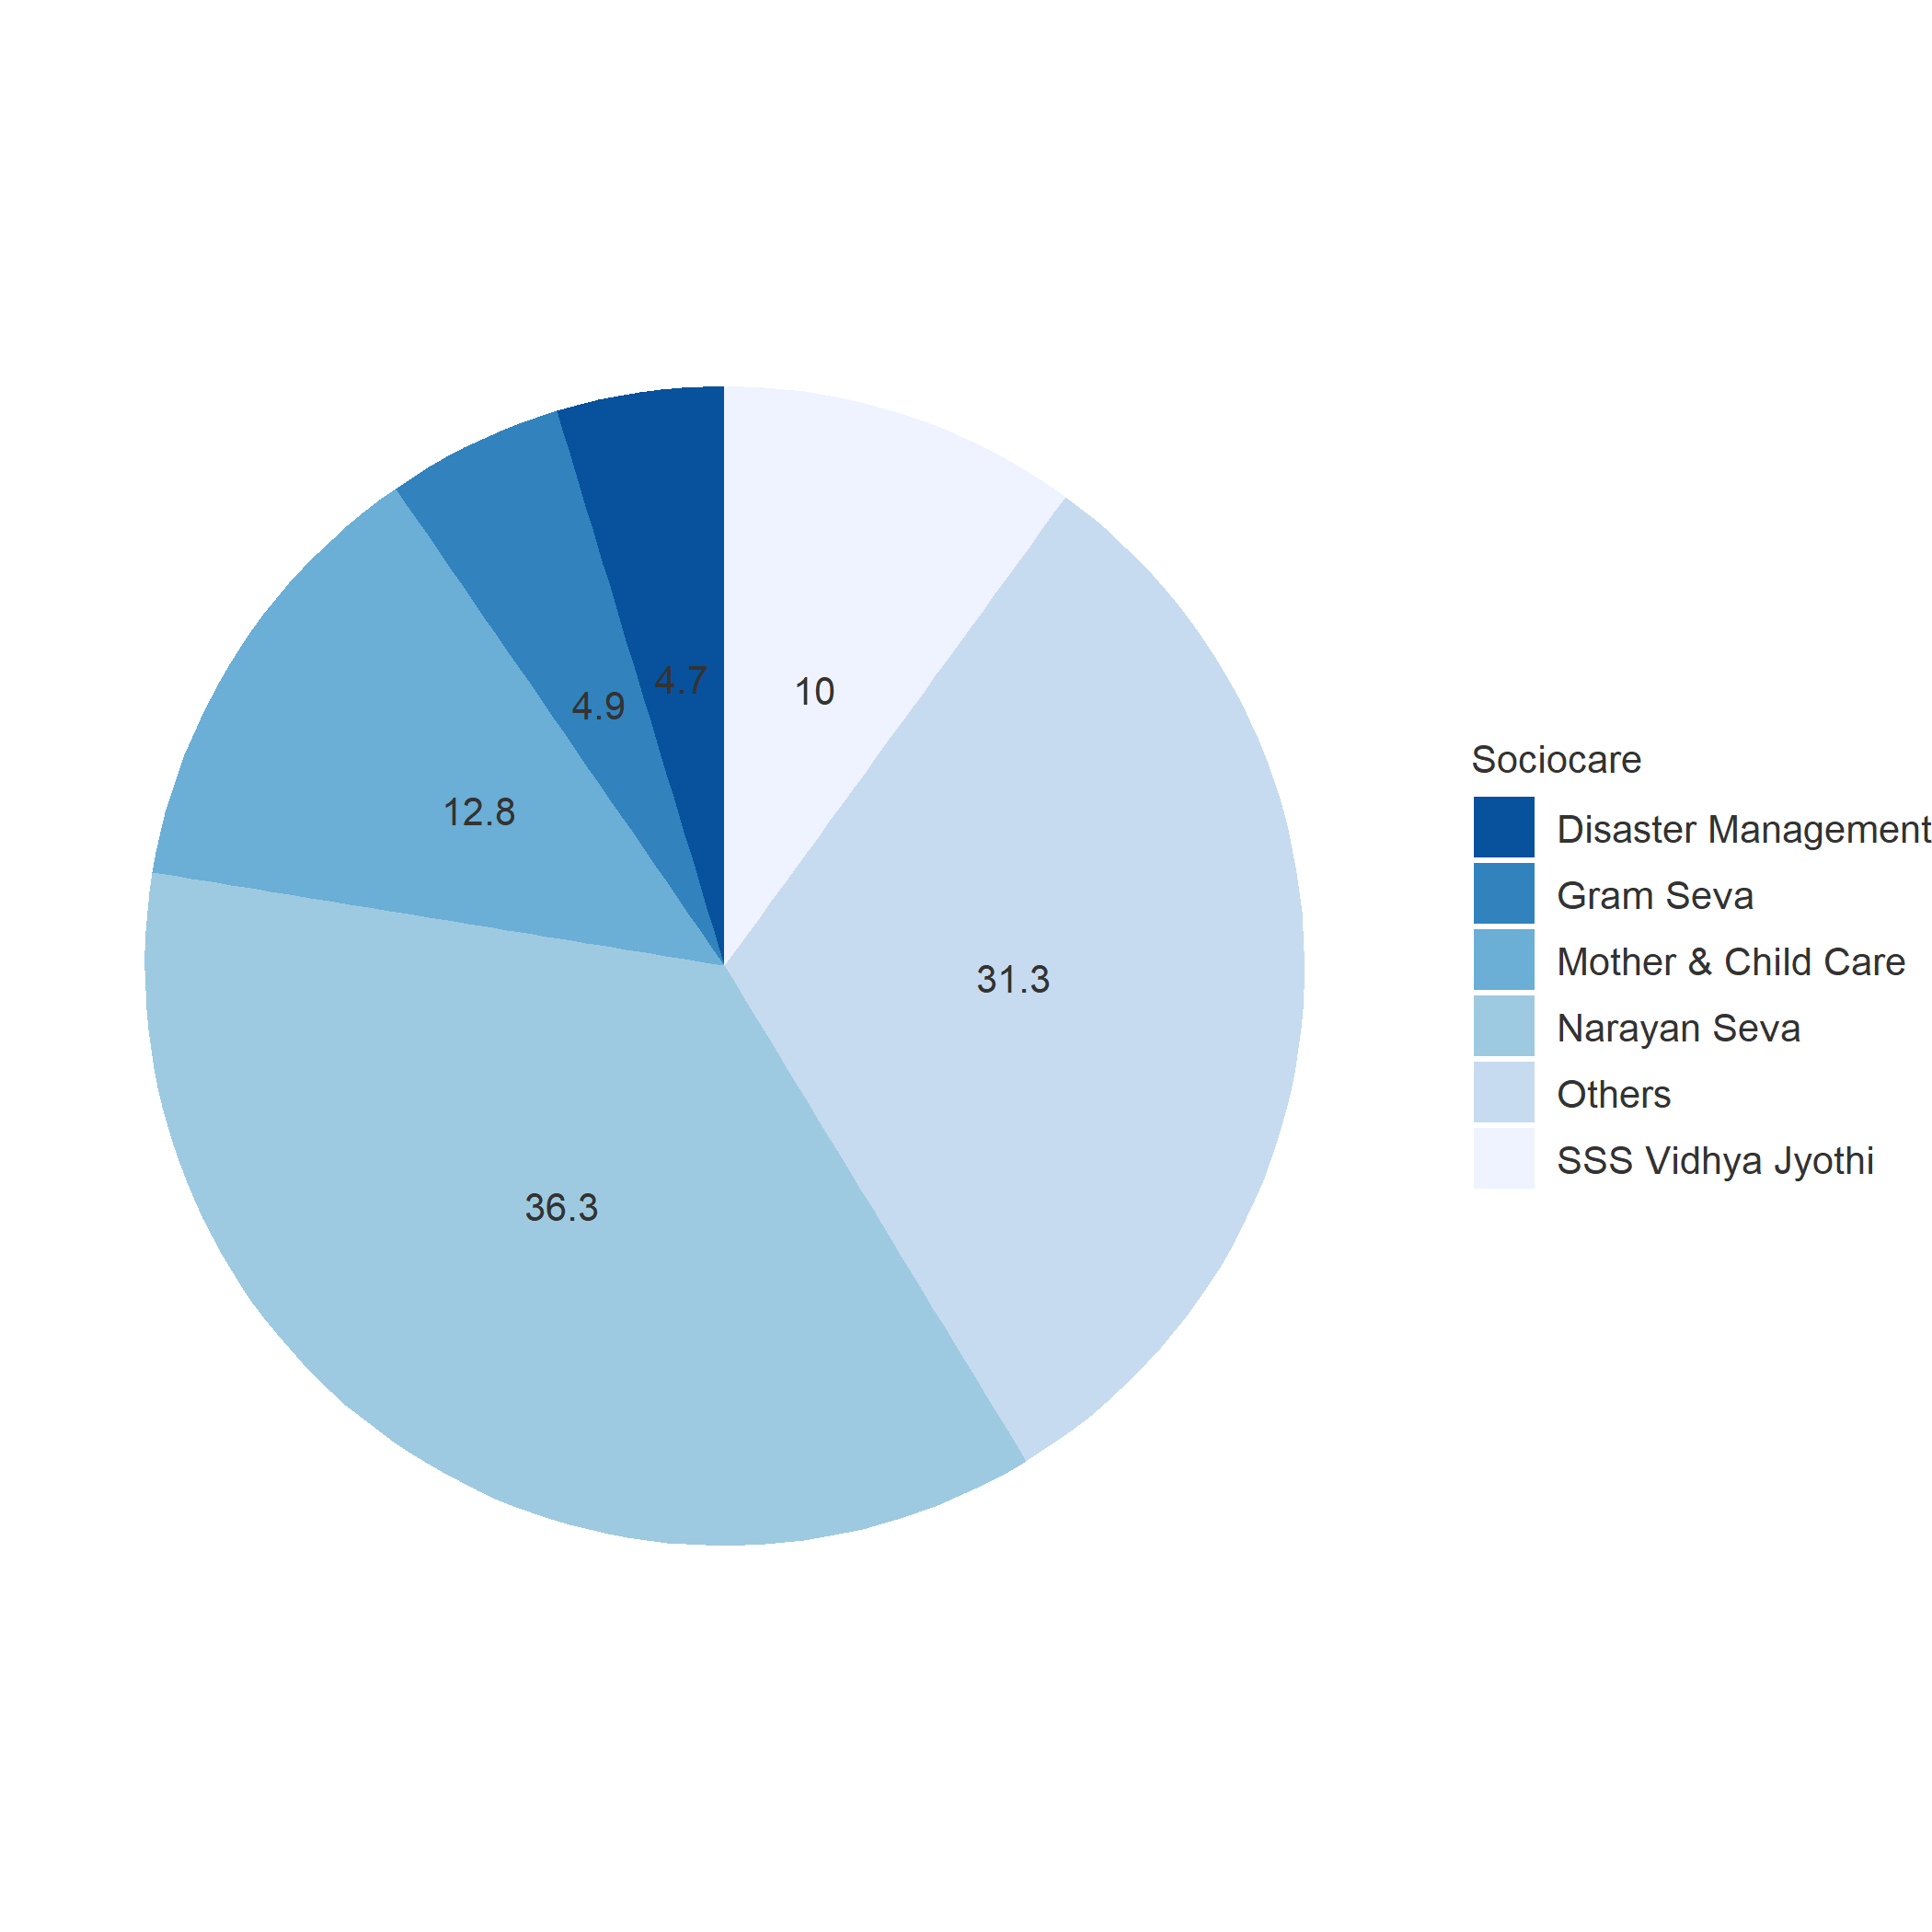 4.7
10
4.9
12.8
31.3
36.3
Sociocare
Disaster Management
Gram Seva
Mother & Child Care
Narayan Seva
Others
SSS Vidhya Jyothi